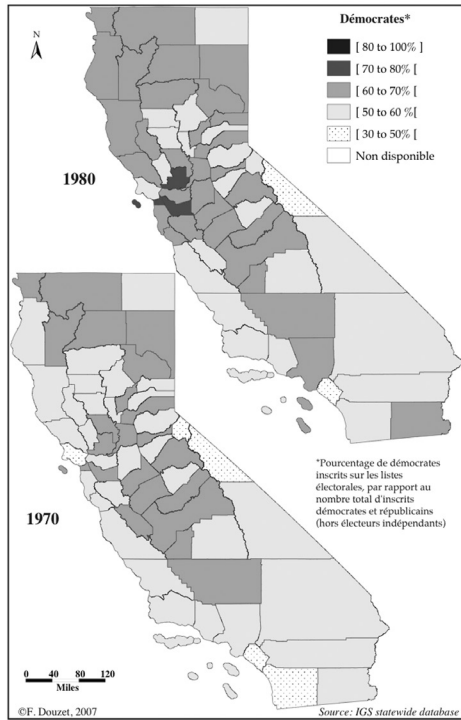 Démocrates*
N
[ 80 to 100% ]
[ 70 to 80% [
[ 60 to 70% [
[ 50 to 60 %[
[ 30 to 50% [
Non disponible
1980
*Pourcentage de démocrates
inscrits sur les listes
électorales, par rapport au
nombre total d'inscrits
démocrates et républicains
(hors électeurs indépendants)
1970
0 40 80 120
Miles
©F. Douzet, 2007
Source: IGS statewide database